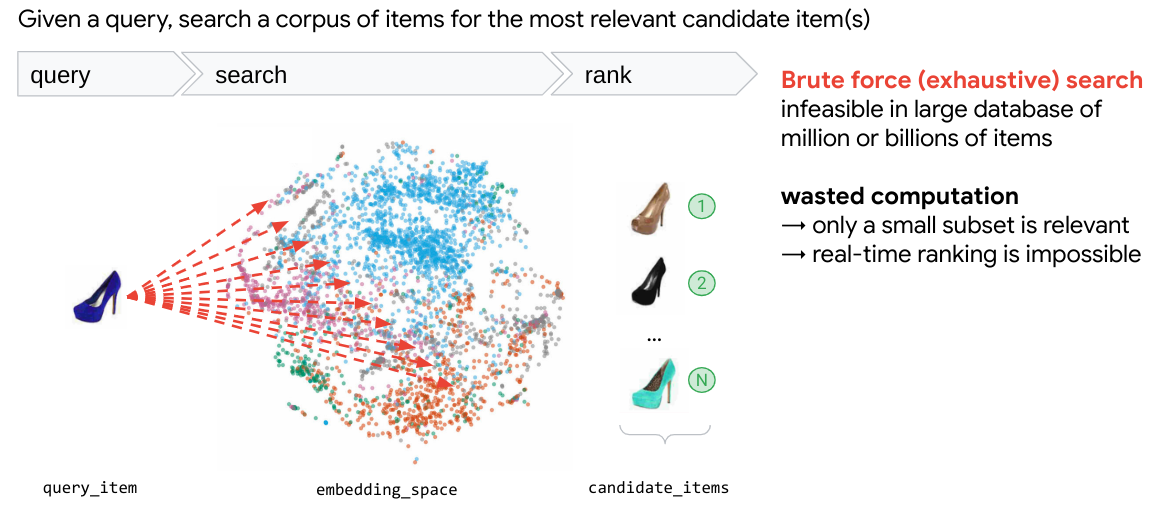 Given a query, search a corpus of items for the most relevant candidate item(s)
query
search
rank
Brute force (exhaustive) search
infeasible in large database of
million or billions of items
wasted computation
→ only a small subset is relevant
→ real-time ranking is impossible
1
2
...
N
query_item
embedding_space
candidate_items